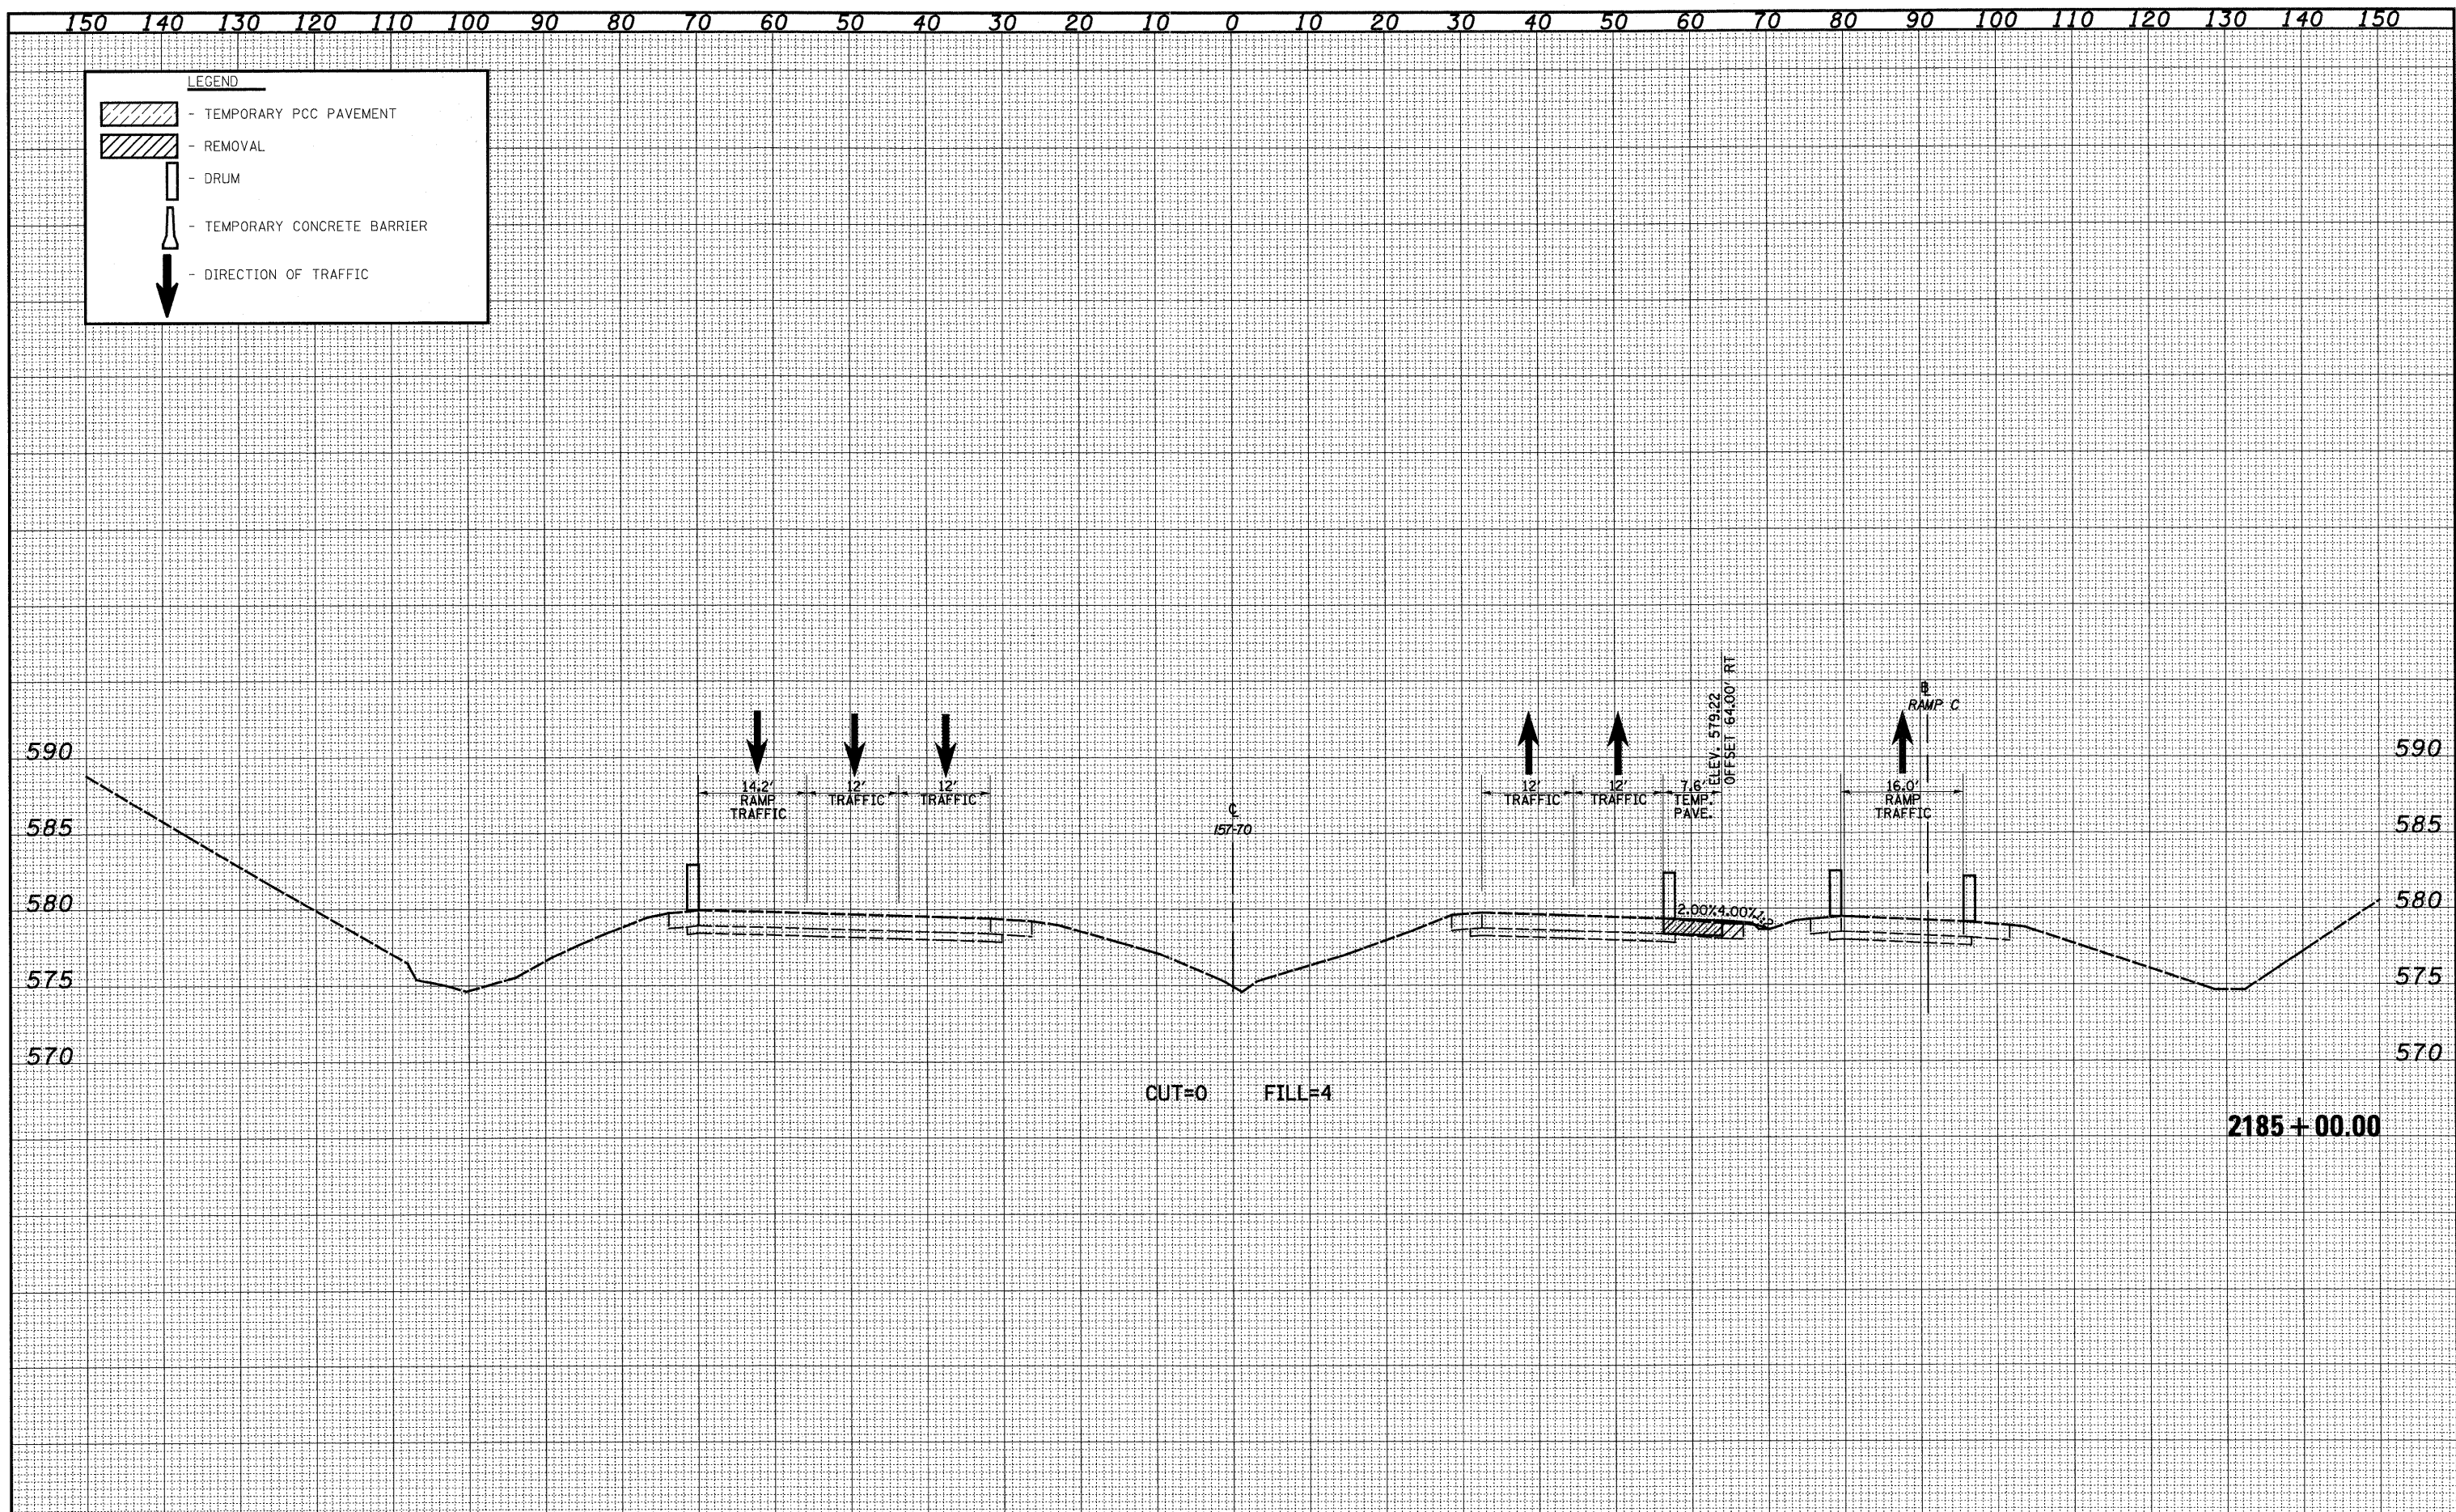 150 140 130 120 110 100 90 80 70 60 50 40 30 20 10 0 10 20 30 40 50 60 70 80 90 100 110 120 130 140 150
LEGEND
- TEMPORARY PCC PAVEMENT
- REMOVAL
- DRUM
- TEMPORARY CONCRETE BARRIER
- DIRECTION OF TRAFFIC
ELEV. 579.22
OFFSET 64.00' RT
RAMP C
590 590
14.2' 12' 12' 12' 12' 7.6' 16.0'
RAMP TRAFFIC TRAFFIC TRAFFIC TRAFFIC TEMP. RAMP
TRAFFIC PAVE. TRAFFIC
℄
157-70
585 585
580 2.00% 4.00% 580
575 575
570 570
CUT=0 FILL=4
2185+00.00